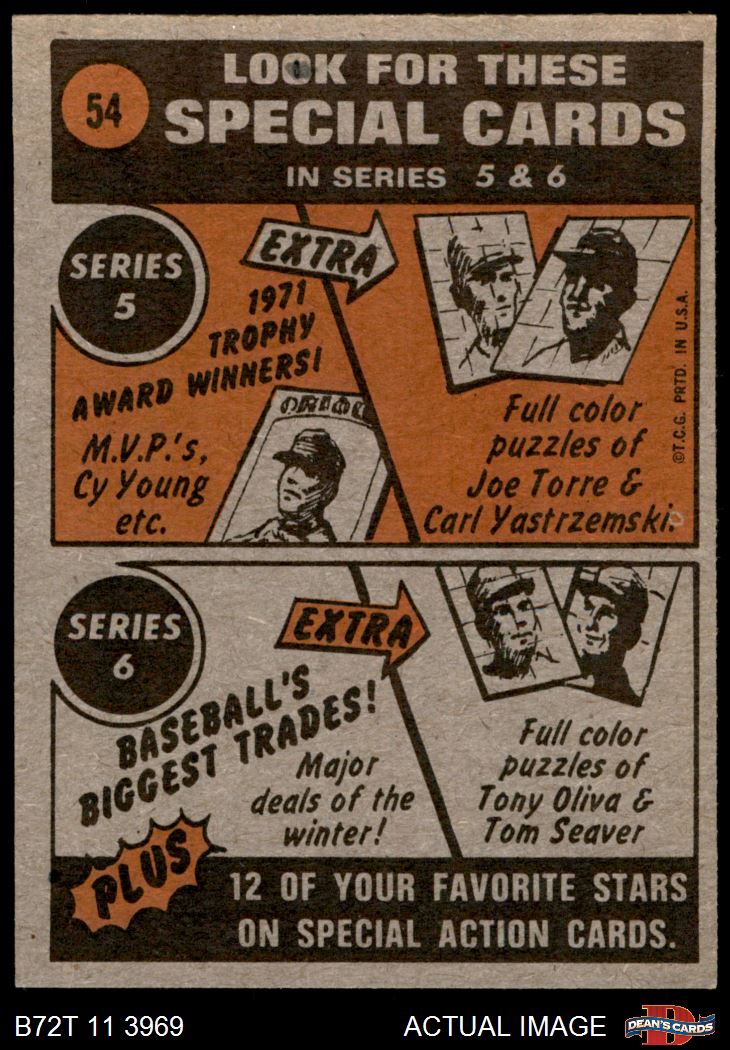 54
LOOK FOR THESE
SPECIAL CARDS
IN SERIES 5 & 6
SERIES
5
EXTRA
1971
TROPHY
AWARD WINNERS!
M.V.P.'s,
Cy Young
etc.
ORIOL
Full color
puzzles of
Joe Torre &
Carl Yastrzemski.
©T.C.G. PRTD. IN U.S.A.
SERIES
6
EXTRA
BASEBALL'S
BIGGEST TRADES!
Major
deals of the
winter!
Full color
puzzles of
Tony Oliva &
Tom Seaver
PLUS
12 OF YOUR FAVORITE STARS
ON SPECIAL ACTION CARDS.
B72T 11 3969
ACTUAL IMAGE
D
DEAN'S CARDS